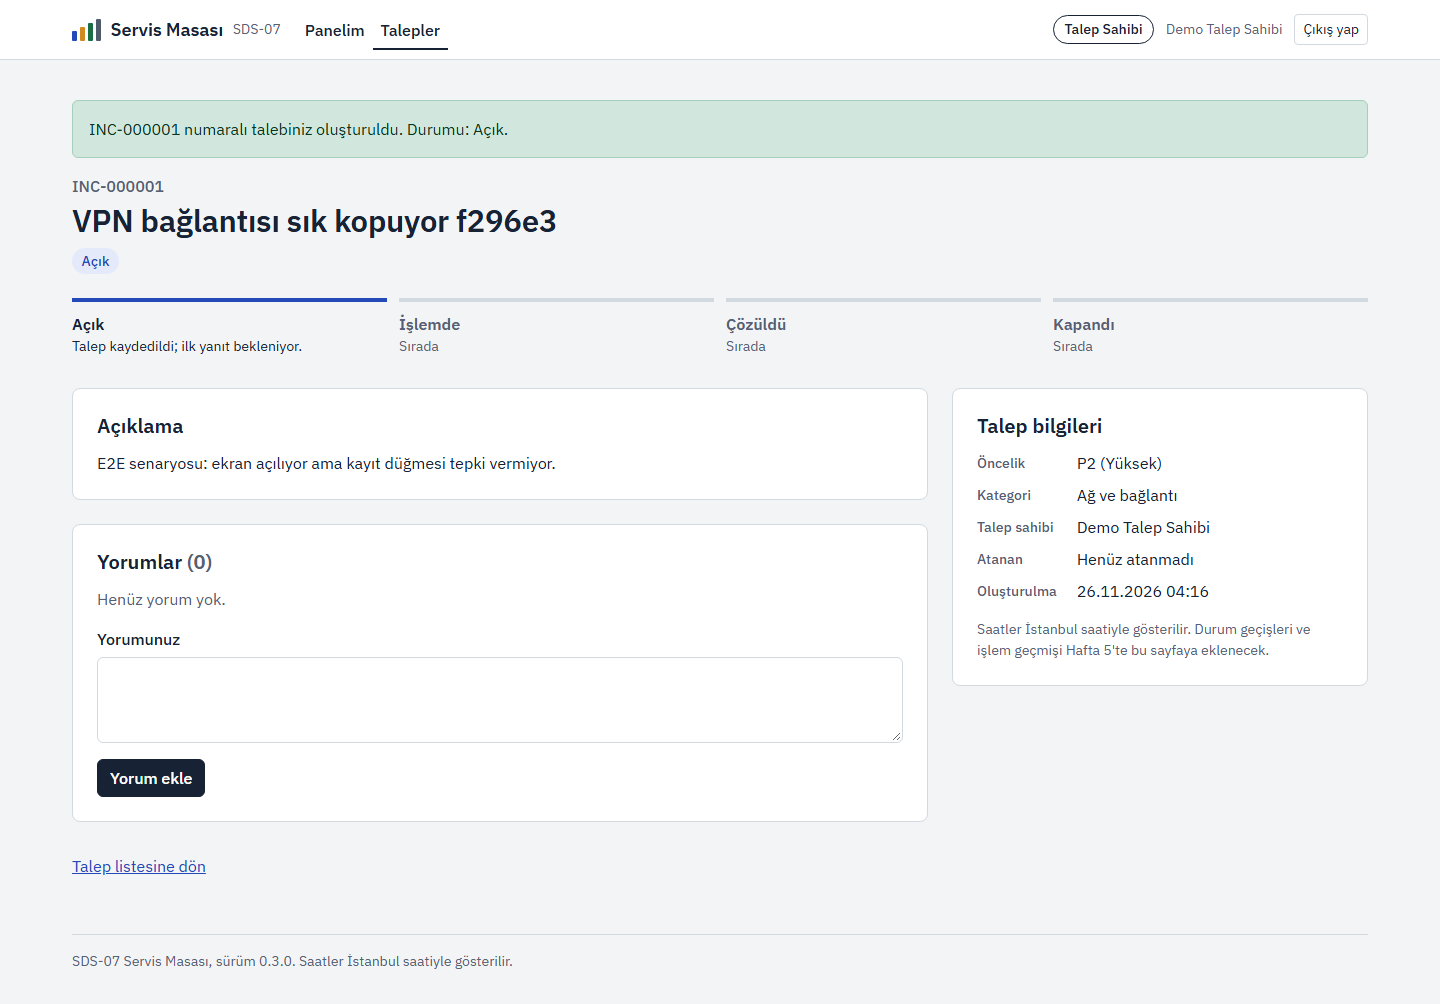 Servis Masası SDS-07 Panelim Talepler Talep Sahibi Demo Talep Sahibi Çıkış yap
INC-000001 numaralı talebiniz oluşturuldu. Durumu: Açık.
INC-000001
VPN bağlantısı sık kopuyor f296e3
Açık
Açık İşlemde Çözüldü Kapandı
Talep kaydedildi; ilk yanıt bekleniyor. Sırada Sırada Sırada
Açıklama
E2E senaryosu: ekran açılıyor ama kayıt düğmesi tepki vermiyor.
Yorumlar (0)
Henüz yorum yok.
Yorumunuz
Yorum ekle
Talep bilgileri
Öncelik P2 (Yüksek)
Kategori Ağ ve bağlantı
Talep sahibi Demo Talep Sahibi
Atanan Henüz atanmadı
Oluşturulma 26.11.2026 04:16
Saatler İstanbul saatiyle gösterilir. Durum geçişleri ve
işlem geçmişi Hafta 5'te bu sayfaya eklenecek.
Talep listesine dön
SDS-07 Servis Masası, sürüm 0.3.0. Saatler İstanbul saatiyle gösterilir.